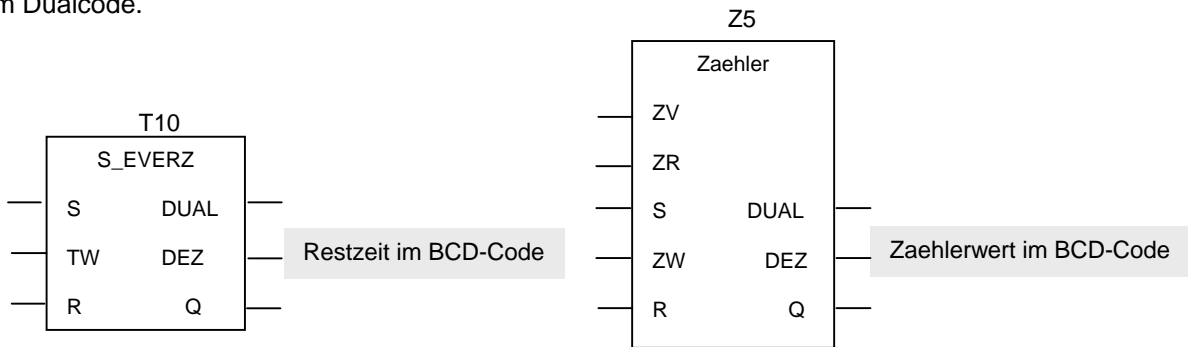 Dualcode.
T10
S_EVERZ
S DUAL
TW DEZ
R Q
Restzeit im BCD-Code
Z5
Zaehler
ZV
ZR
S DUAL
ZW DEZ
R Q
Zaehlerwert im BCD-Code